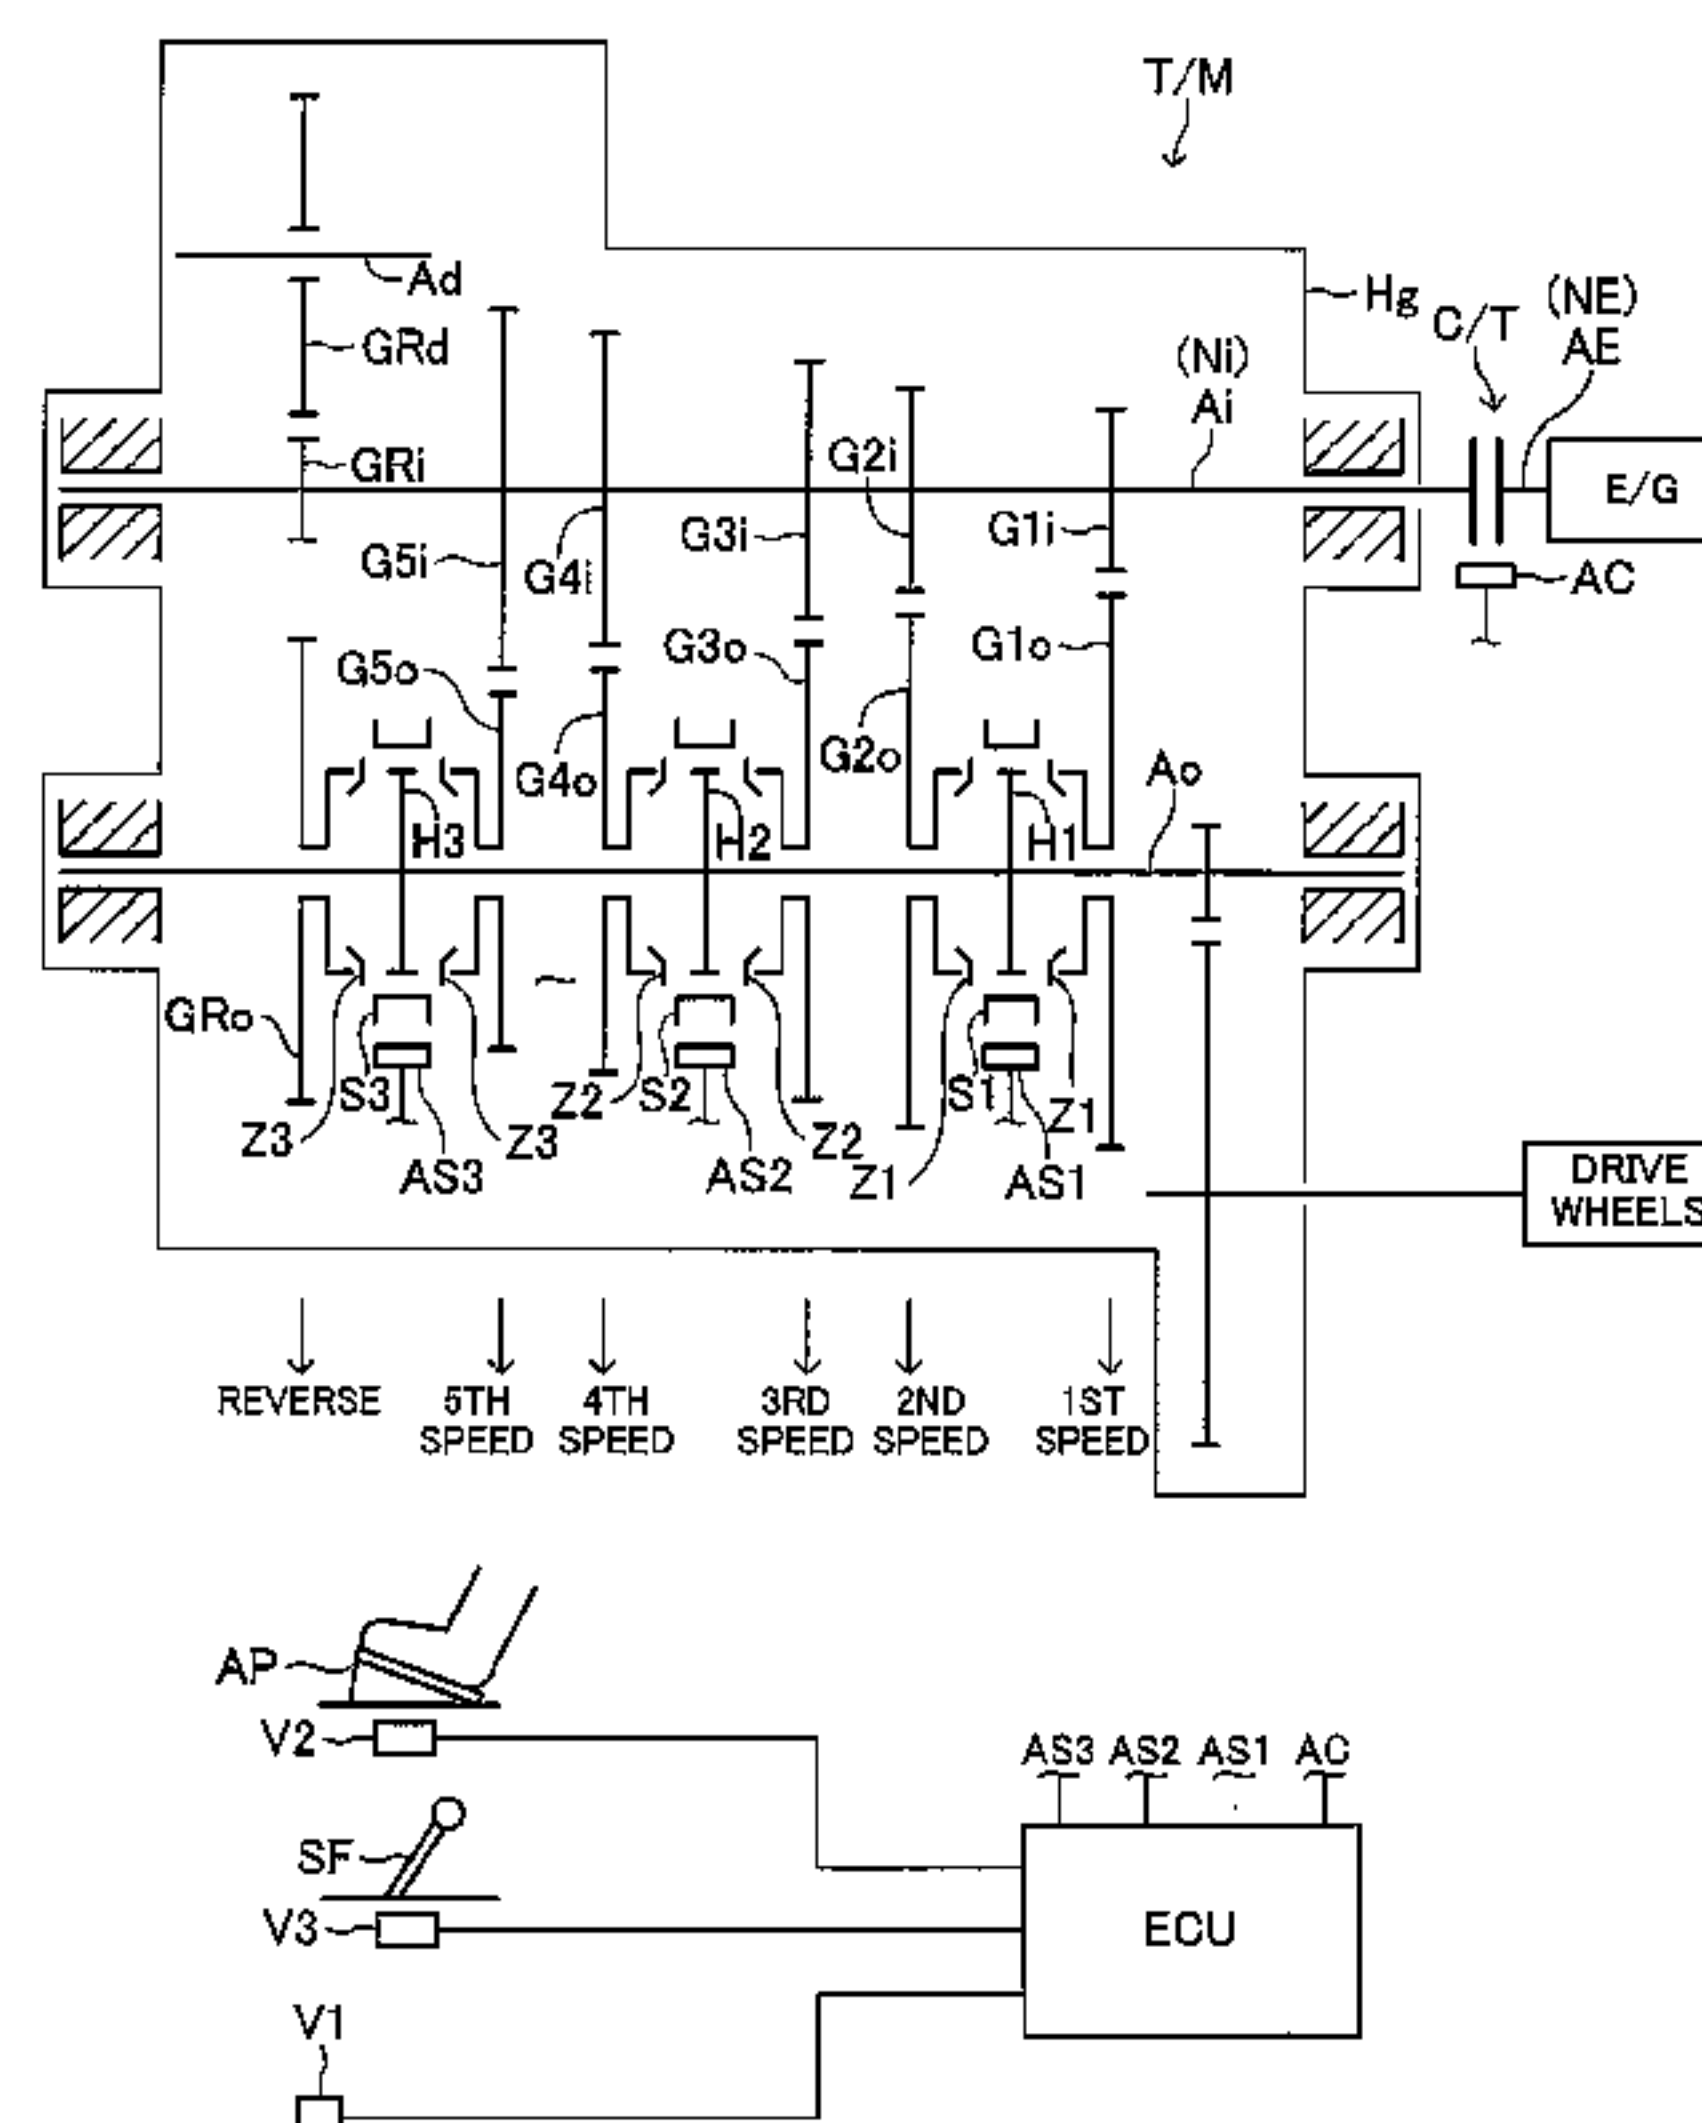 T/M
Ad
Hg
(NE)
C/T
AE
GRd
(Ni)
Ai
GRi
G2i
E/G
G3i
G1i
G5i
G4i
AC
G3o
G1o
G5o
G2o
G4o
Ao
H3
H2
H1
GRo
S3
Z2
S2
S1
Z1
Z3
Z3
Z2
AS3
AS2
Z1
AS1
DRIVE
WHEELS
REVERSE
5TH
SPEED
4TH
SPEED
3RD
SPEED
2ND
SPEED
1ST
SPEED
AP
V2
AS3 AS2 AS1 AC
SF
V3
ECU
V1